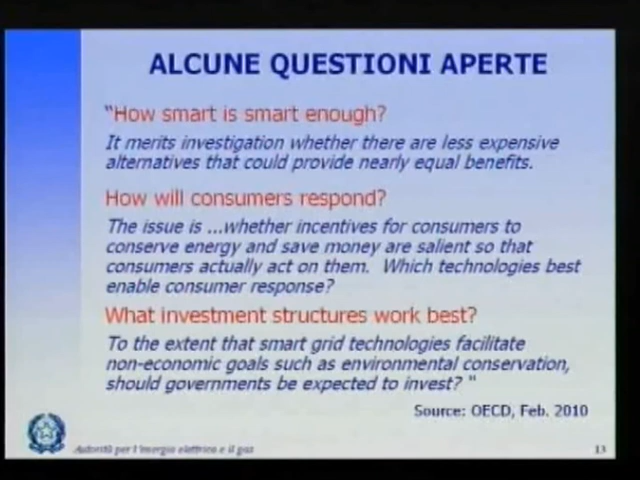 ALCUNE QUESTIONI APERTE
"How smart is smart enough?
It merits investigation whether there are less expensive
alternatives that could provide nearly equal benefits.
How will consumers respond?
The issue is ...whether incentives for consumers to
conserve energy and save money are salient so that
consumers actually act on them. Which technologies best
enable consumer response?
What investment structures work best?
To the extent that smart grid technologies facilitate
non-economic goals such as environmental conservation,
should governments be expected to invest? "
Source: OECD, Feb. 2010
Autorità per l'energia elettrica e il gas
13